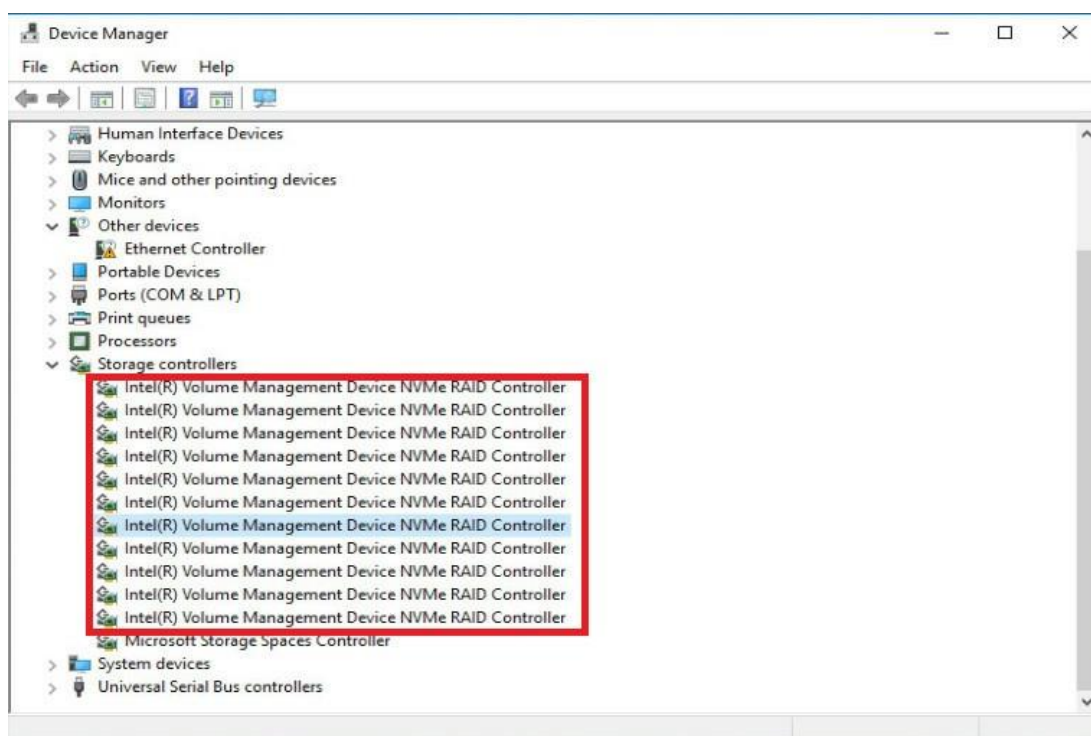 Device Manager
File Action View Help
Human Interface Devices
Keyboards
Mice and other pointing devices
Monitors
Other devices
Ethernet Controller
Portable Devices
Ports (COM & LPT)
Print queues
Processors
Storage controllers
Intel(R) Volume Management Device NVMe RAID Controller
Intel(R) Volume Management Device NVMe RAID Controller
Intel(R) Volume Management Device NVMe RAID Controller
Intel(R) Volume Management Device NVMe RAID Controller
Intel(R) Volume Management Device NVMe RAID Controller
Intel(R) Volume Management Device NVMe RAID Controller
Intel(R) Volume Management Device NVMe RAID Controller
Intel(R) Volume Management Device NVMe RAID Controller
Intel(R) Volume Management Device NVMe RAID Controller
Intel(R) Volume Management Device NVMe RAID Controller
Intel(R) Volume Management Device NVMe RAID Controller
Microsoft Storage Spaces Controller
System devices
Universal Serial Bus controllers